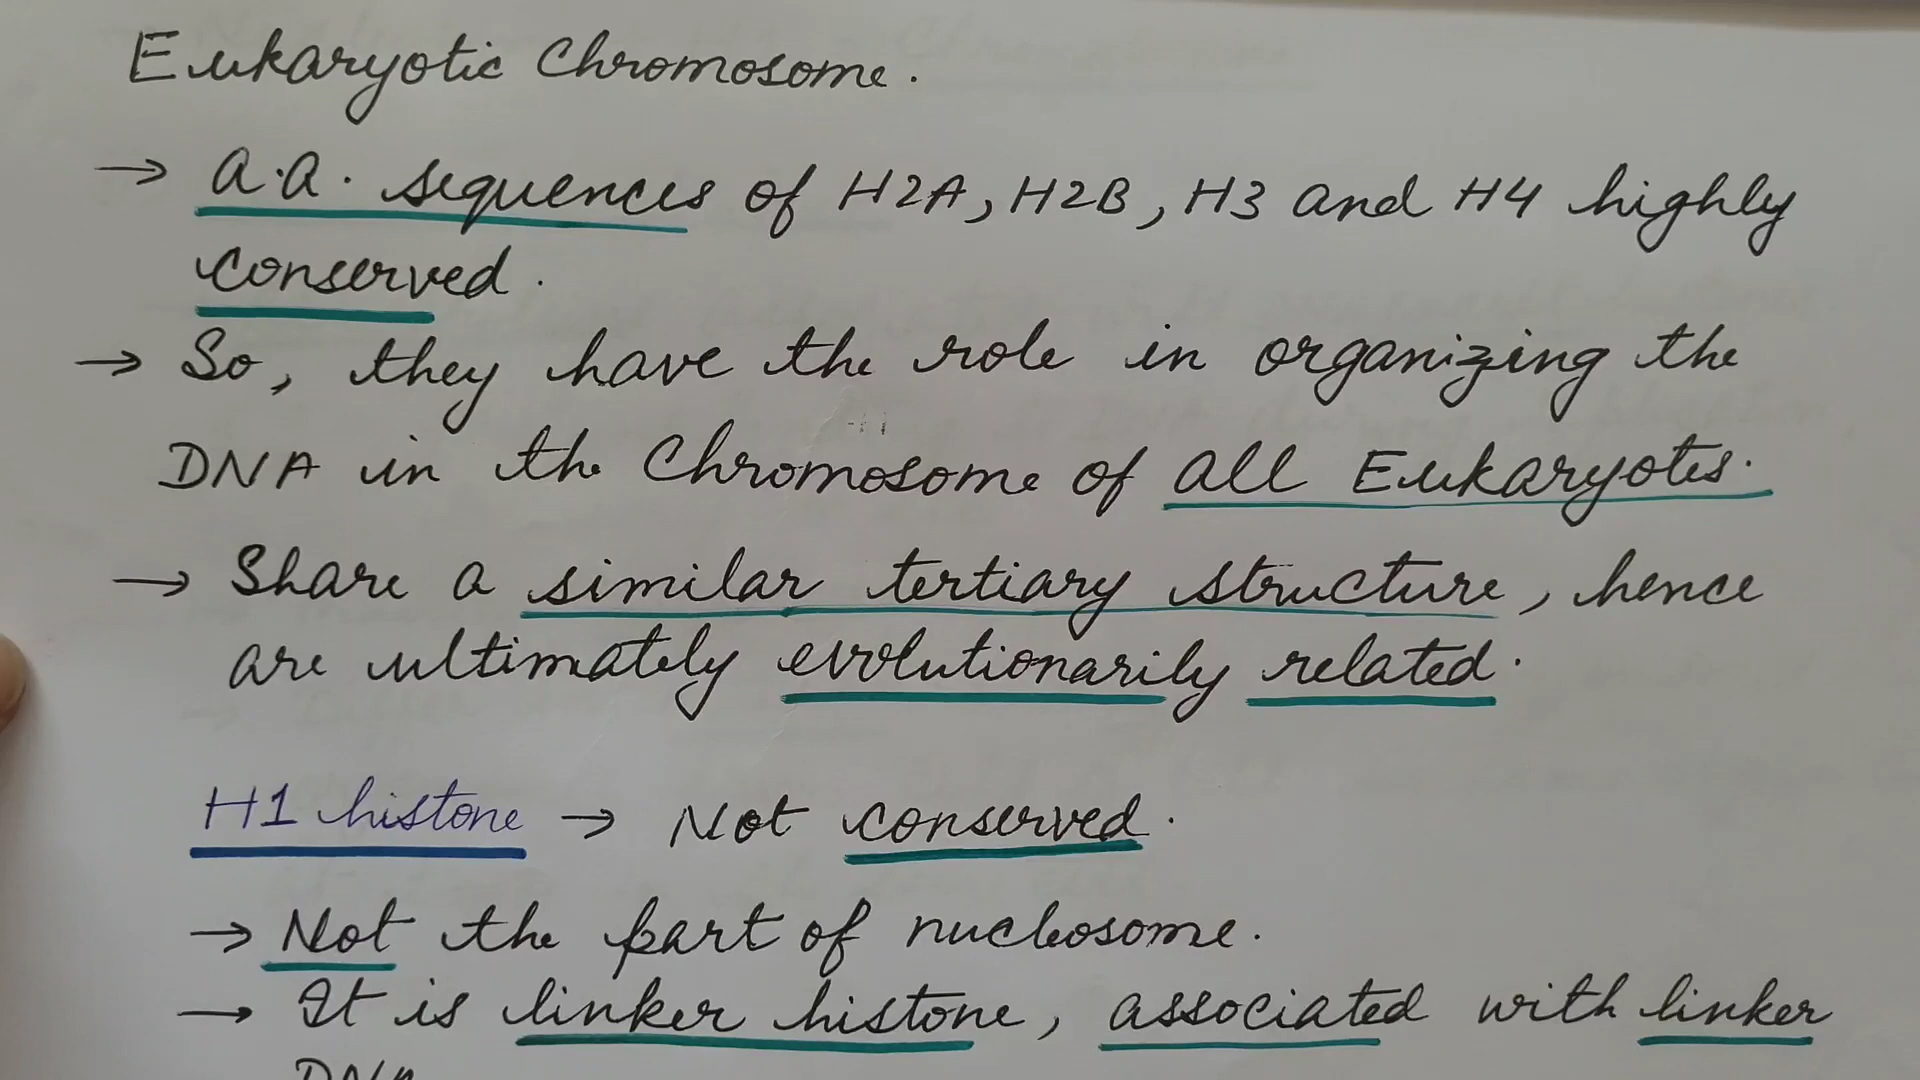 Eukaryotic Chromosome.
→ a.a. sequences of H2A, H2B, H3 and H4 highly
conserved.
→ So, they have the role in organizing the
DNA in the Chromosome of all Eukaryotes.
→ Share a similar tertiary structure, hence
are ultimately evolutionarily related.
H1 histone → Not conserved.
→ Not the part of nucleosome.
→ It is linker histone, associated with linker
DNA